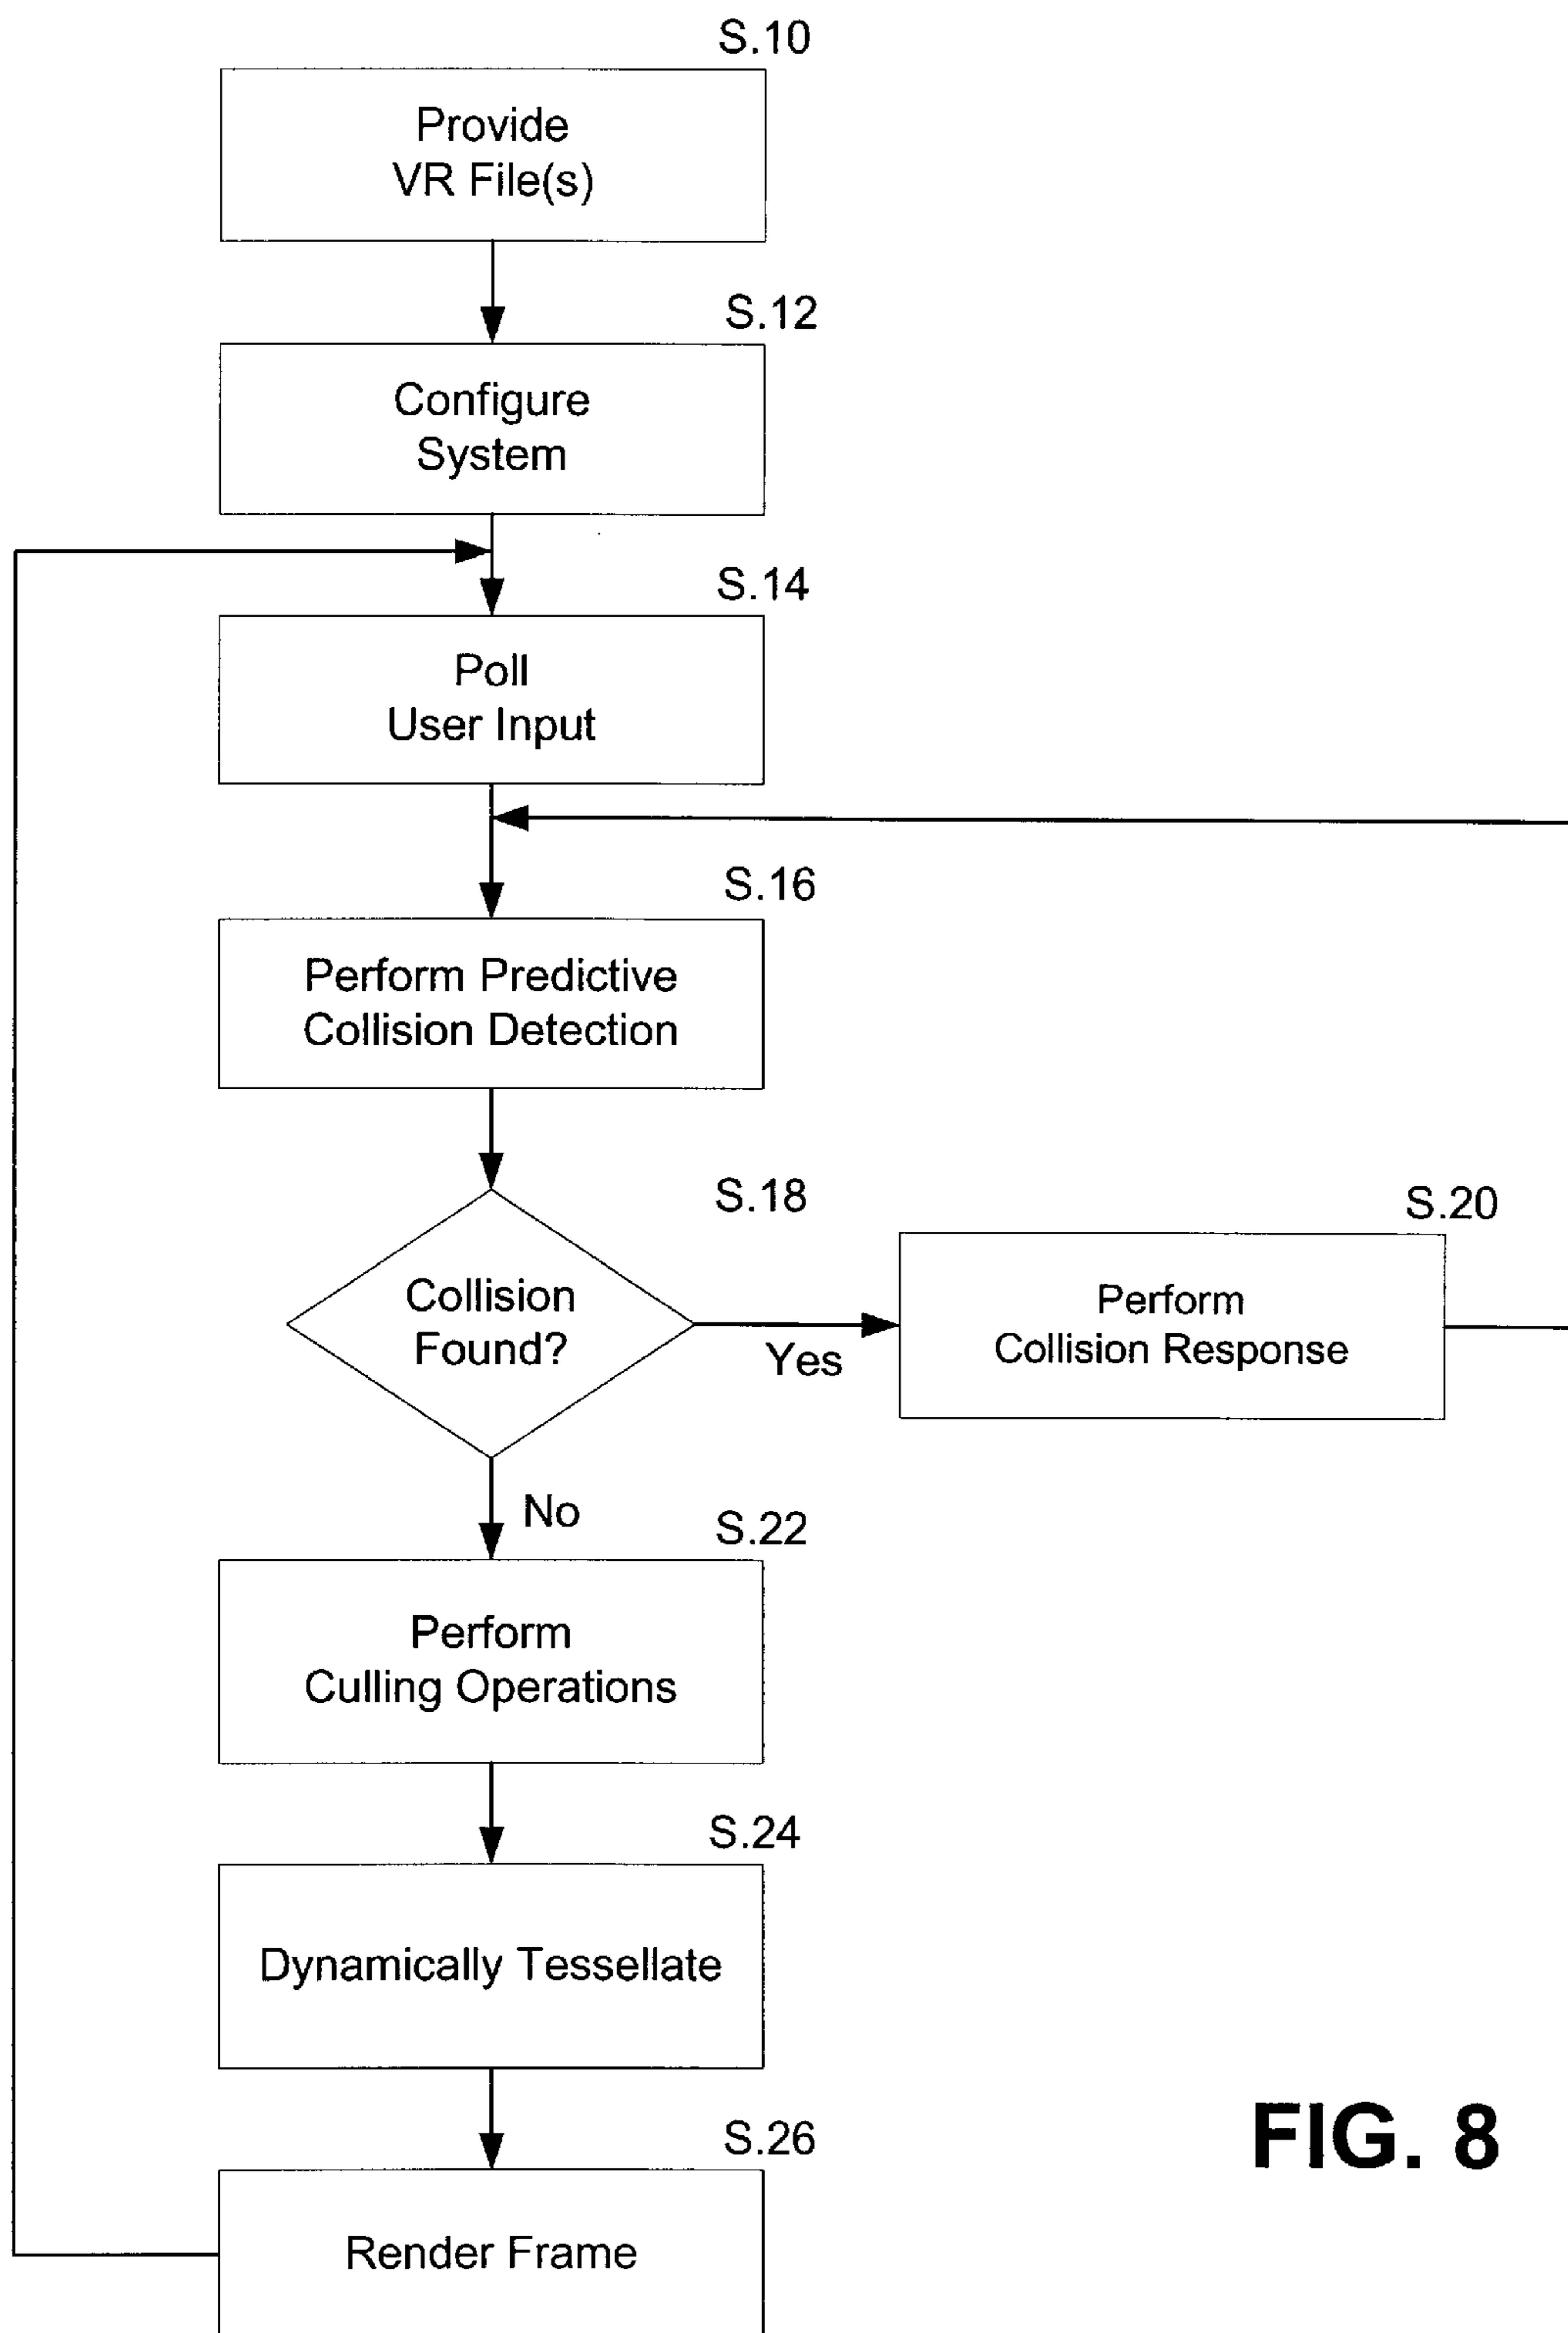 S.10
Provide
VR File(s)
S.12
Configure
System
S.14
Poll
User Input
S.16
Perform Predictive
Collision Detection
S.18
Collision
Found?
Yes
S.20
Perform
Collision Response
No
S.22
Perform
Culling Operations
S.24
Dynamically Tessellate
S.26
Render Frame
FIG. 8